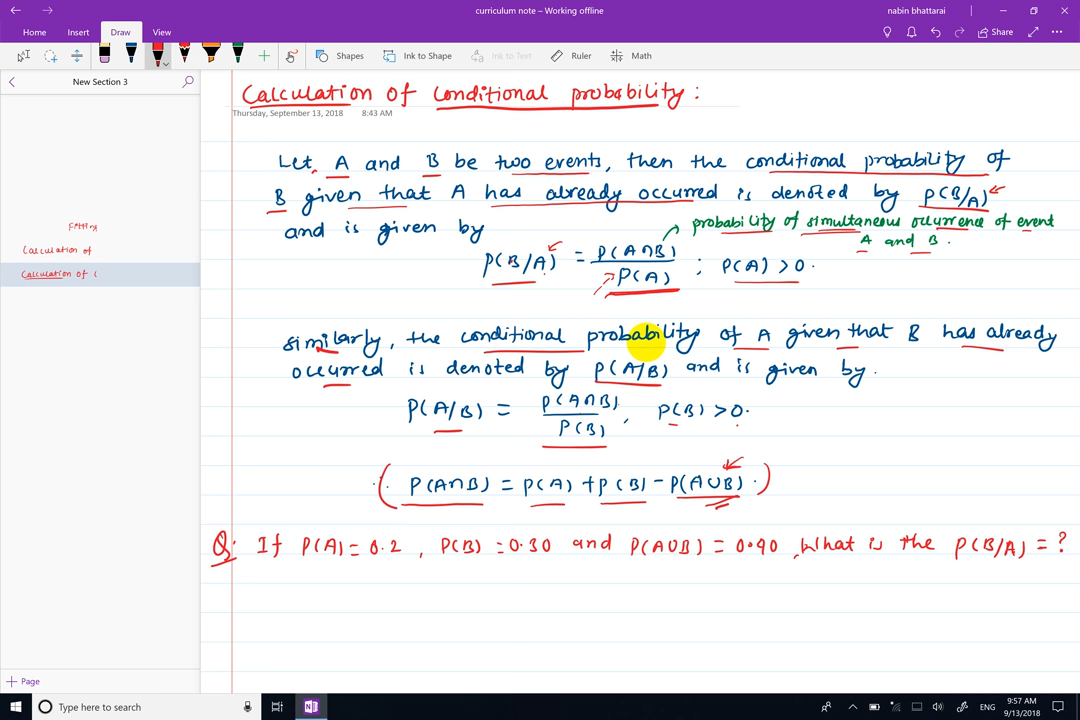 curriculum note – Working offline
nabin bhattarai
Home Insert Draw View
Share
Shapes Ink to Shape Ink to Text Ruler Math
New Section 3
Calculation of conditional probability :
Thursday, September 13, 2018 8:43 AM
Let, A and B be two events, then the conditional probability of
B given that A has already occurred is denoted by P(B/A)
and is given by
probability of simultaneous occurrence of event
A and B.
P(B/A) = P(A∩B) / P(A) ; P(A) > 0.
Calculation of
Calculation of C
Similarly, the conditional probability of A given that B has already
occurred is denoted by P(A/B) and is given by.
P(A/B) = P(A∩B) / P(B) , P(B) > 0.
( P(A∩B) = P(A) + P(B) – P(A∪B) . )
Q: If P(A) = 0.2 , P(B) = 0.30 and P(A∪B) = 0.40 , What is the P(B/A) = ?
Page
Type here to search
ENG
9:57 AM
9/13/2018